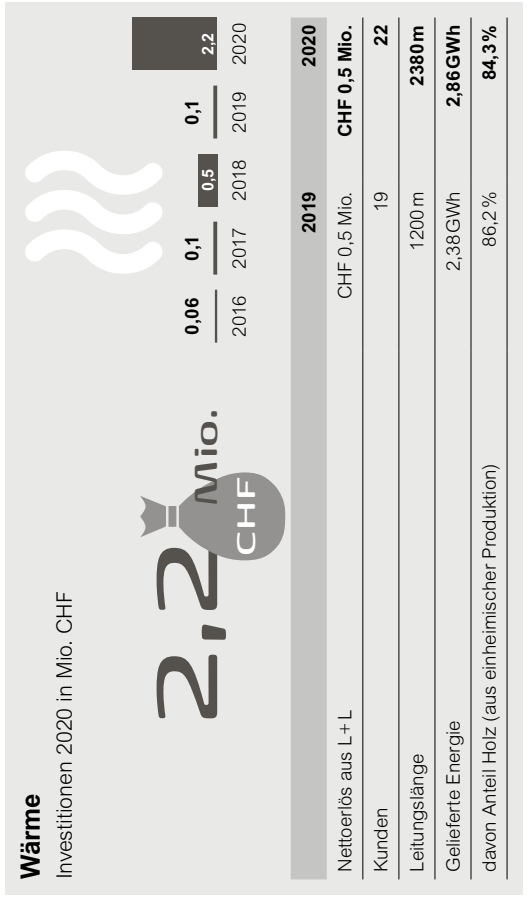 Wärme
Investitionen 2020 in Mio. CHF
2,2 Mio.
CHF
0,06 0,1 0,5 0,1 2,2
2016 2017 2018 2019 2020
2019 2020
Nettoerlös aus L+L CHF 0,5 Mio. CHF 0,5 Mio.
Kunden 19 22
Leitungslänge 1200 m 2380 m
Gelieferte Energie 2,38 GWh 2,86 GWh
davon Anteil Holz (aus einheimischer Produktion) 86,2 % 84,3 %